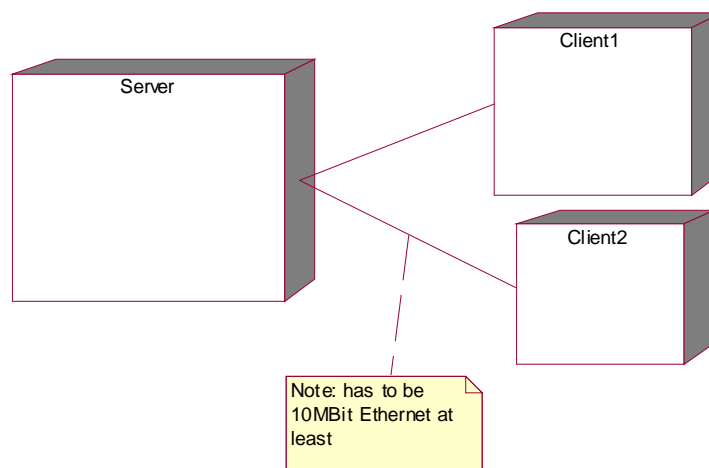 Server
Client1
Client2
Note: has to be
10MBit Ethernet at
least